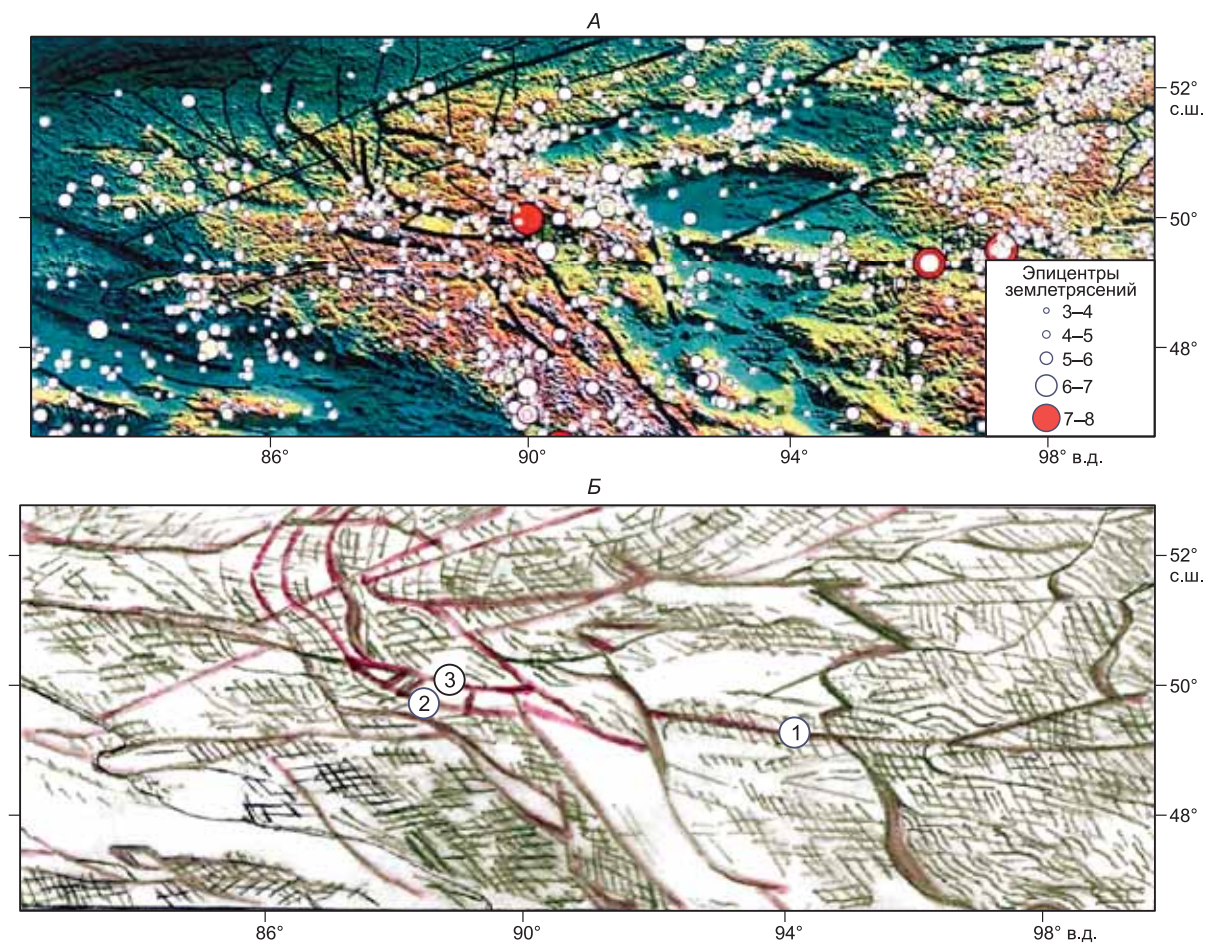 А
52°
с.ш.
50°
48°
Эпицентры
землетрясений
3–4
4–5
5–6
6–7
7–8
86°
90°
94°
98° в.д.
Б
52°
с.ш.
50°
48°
3
2
1
86°
90°
94°
98° в.д.